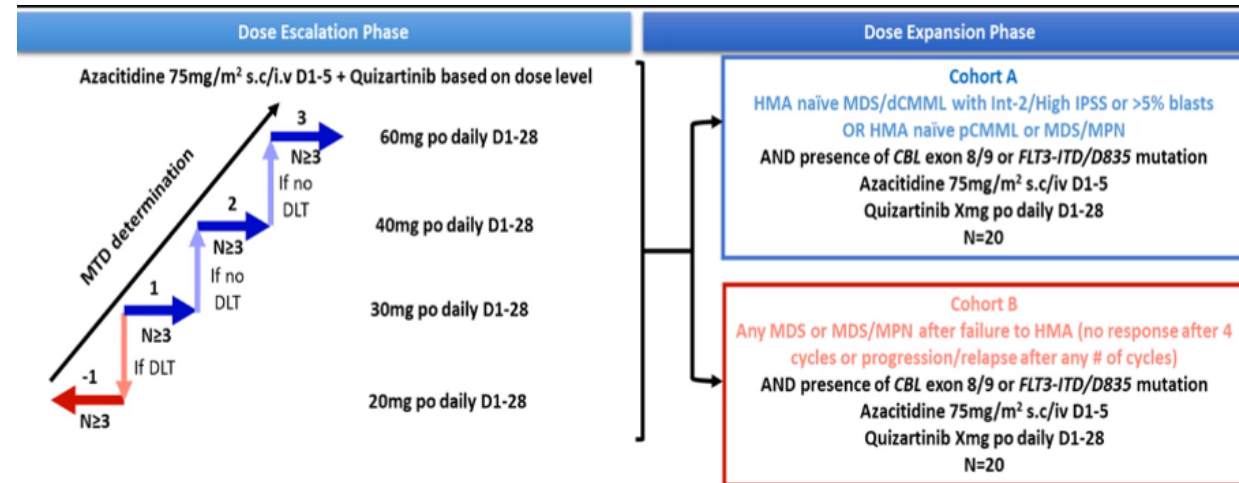 Dose Escalation Phase
Azacitidine 75mg/m² s.c/i.v D1-5 + Quizartinib based on dose level
MTD determination
3
N≥3
60mg po daily D1-28
If no
DLT
2
N≥3
40mg po daily D1-28
If no
DLT
1
N≥3
30mg po daily D1-28
If DLT
-1
N≥3
20mg po daily D1-28
Dose Expansion Phase
Cohort A
HMA naïve MDS/dCMML with Int-2/High IPSS or >5% blasts
OR HMA naïve pCMML or MDS/MPN
AND presence of CBL exon 8/9 or FLT3-ITD/D835 mutation
Azacitidine 75mg/m² s.c/iv D1-5
Quizartinib Xmg po daily D1-28
N=20
Cohort B
Any MDS or MDS/MPN after failure to HMA (no response after 4
cycles or progression/relapse after any # of cycles)
AND presence of CBL exon 8/9 or FLT3-ITD/D835 mutation
Azacitidine 75mg/m² s.c/iv D1-5
Quizartinib Xmg po daily D1-28
N=20